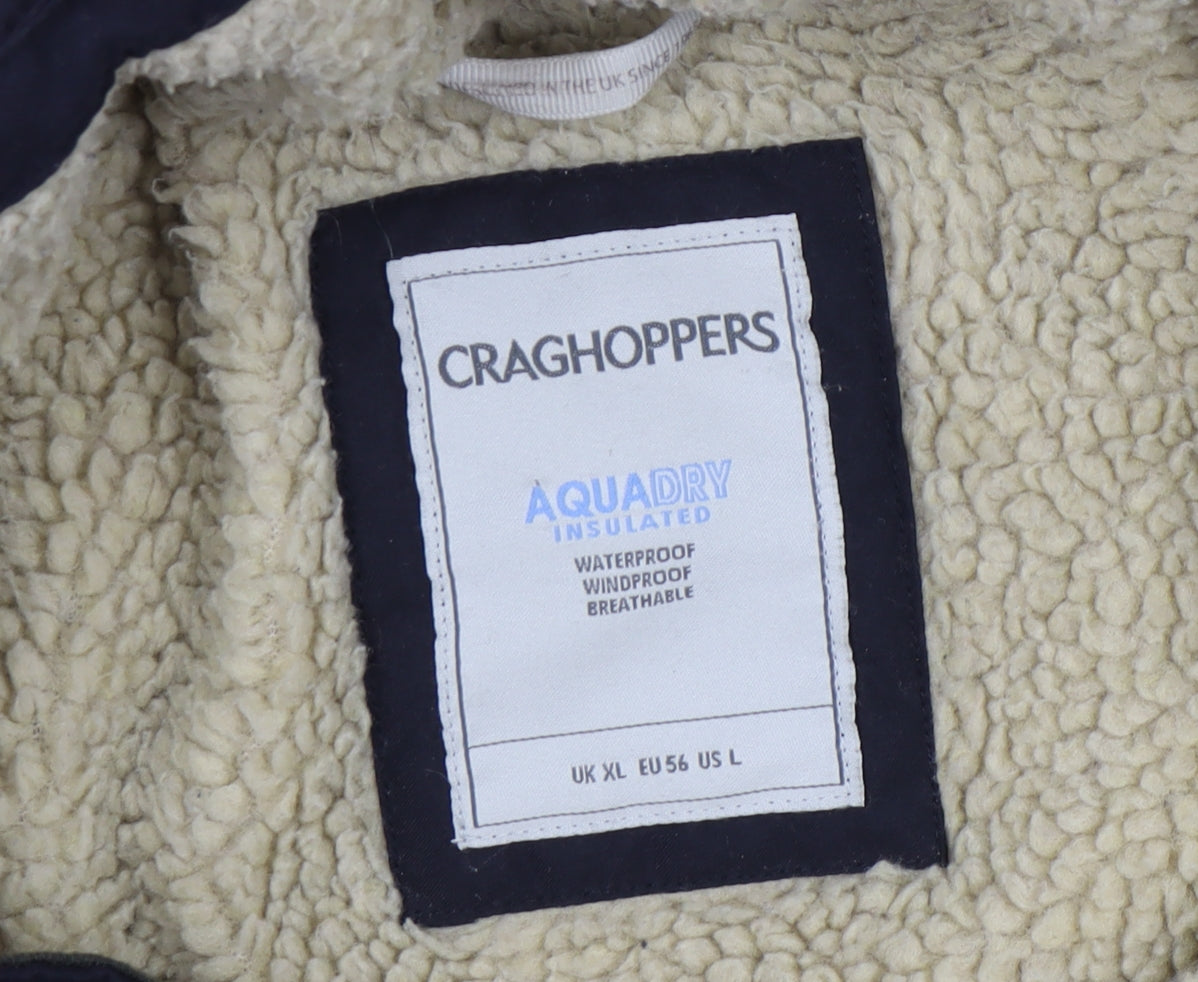 IN THE UK SINCE
CRAGHOPPERS
AQUADRY
INSULATED
WATERPROOF
WINDPROOF
BREATHABLE
UK XL EU 56 US L